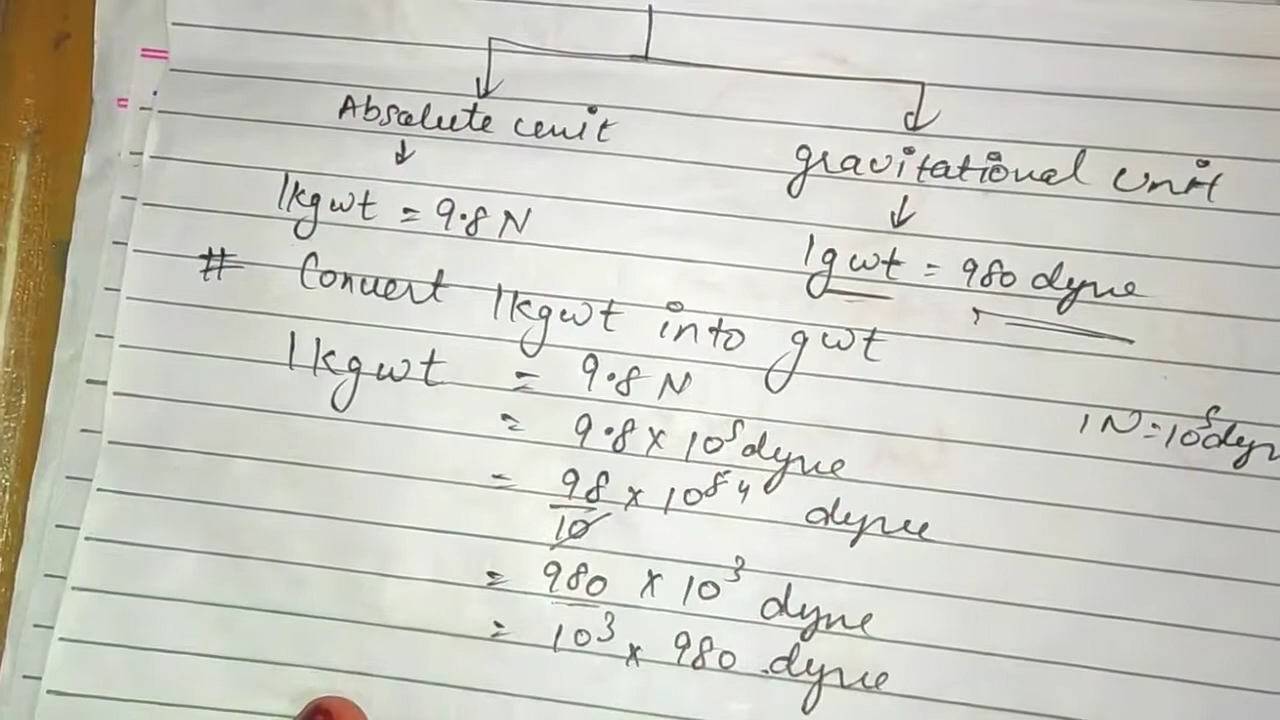 Absolute unit
gravitational unit
1kgwt = 9.8 N
1gwt = 980 dyne
# Convert 1kgwt into gwt
1kgwt = 9.8 N
1N = 10⁵ dyn
= 9.8 × 10⁵ dyne
= 98/10 × 10⁵ ⁴ dyne
= 980 × 10³ dyne
= 10³ × 980 dyne